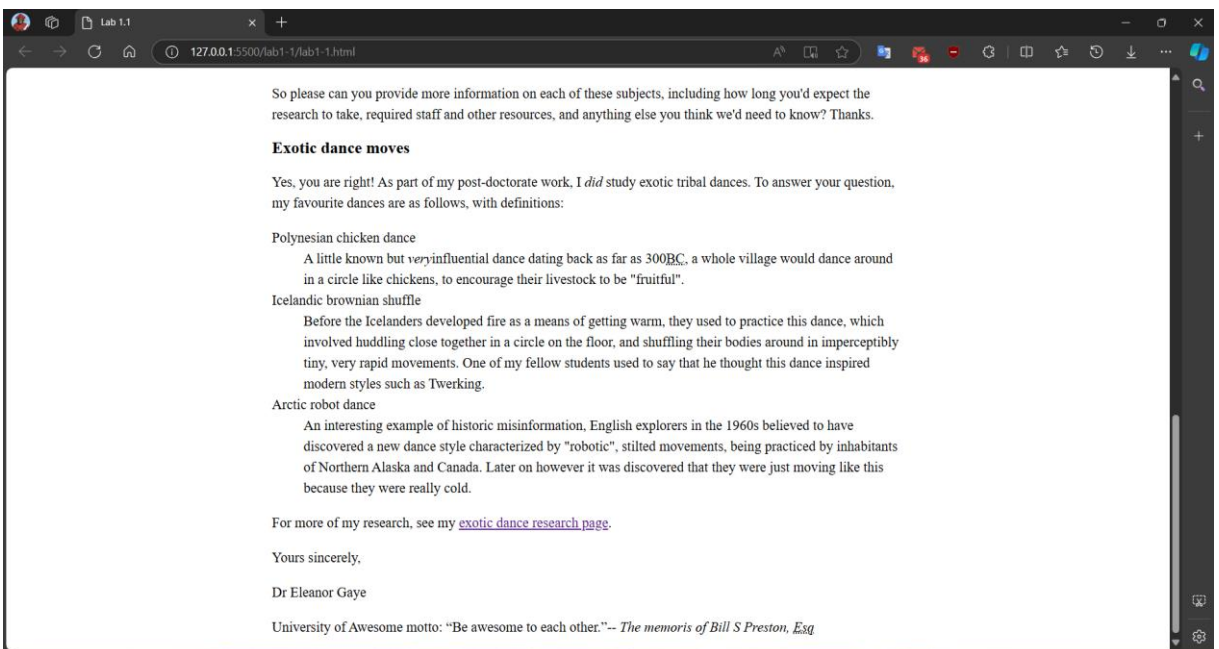 Lab 1.1
127.0.0.1:5500/lab1-1/lab1-1.html
36
So please can you provide more information on each of these subjects, including how long you'd expect the
research to take, required staff and other resources, and anything else you think we'd need to know? Thanks.
Exotic dance moves
Yes, you are right! As part of my post-doctorate work, I did study exotic tribal dances. To answer your question,
my favourite dances are as follows, with definitions:
Polynesian chicken dance
A little known but veryinfluential dance dating back as far as 300BC, a whole village would dance around
in a circle like chickens, to encourage their livestock to be "fruitful".
Icelandic brownian shuffle
Before the Icelanders developed fire as a means of getting warm, they used to practice this dance, which
involved huddling close together in a circle on the floor, and shuffling their bodies around in imperceptibly
tiny, very rapid movements. One of my fellow students used to say that he thought this dance inspired
modern styles such as Twerking.
Arctic robot dance
An interesting example of historic misinformation, English explorers in the 1960s believed to have
discovered a new dance style characterized by "robotic", stilted movements, being practiced by inhabitants
of Northern Alaska and Canada. Later on however it was discovered that they were just moving like this
because they were really cold.
For more of my research, see my exotic dance research page.
Yours sincerely,
Dr Eleanor Gaye
University of Awesome motto: “Be awesome to each other.”-- The memoris of Bill S Preston, Esq